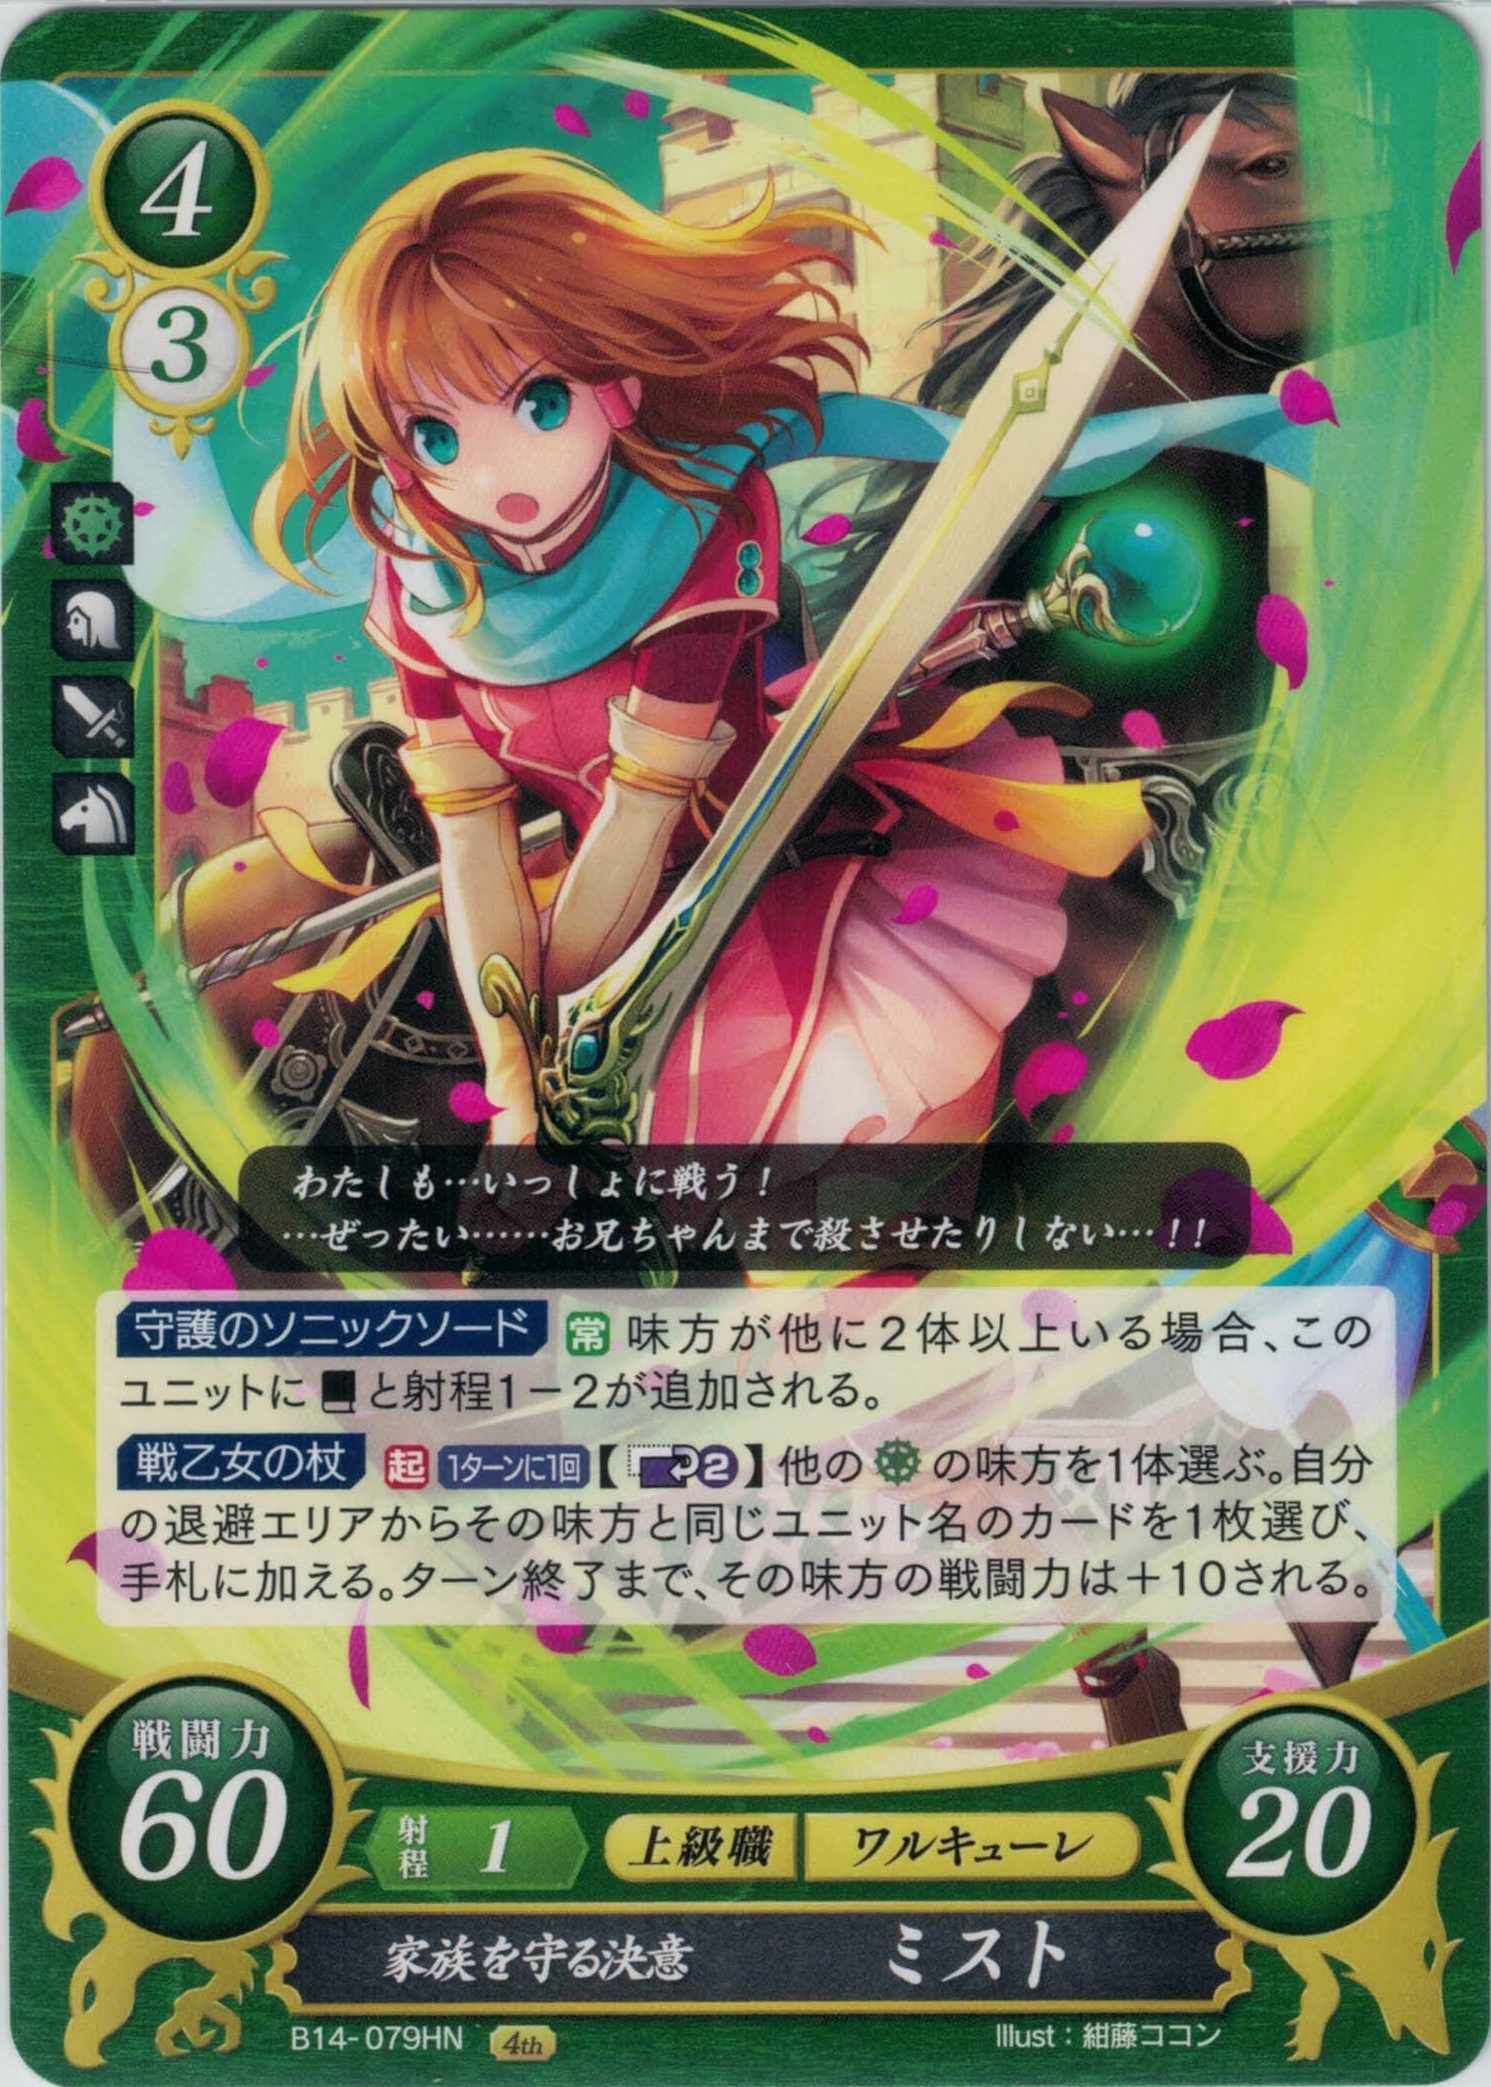 4
3
わたしも…いっしょに戦う！
…ぜったい……お兄ちゃんまで殺させたりしない…!!
守護のソニックソード 常 味方が他に2体以上いる場合、この
ユニットに と射程1－2が追加される。
戦乙女の杖 起 1ターンに1回【 2】他の の味方を1体選ぶ。自分
の退避エリアからその味方と同じユニット名のカードを1枚選び、
手札に加える。ターン終了まで、その味方の戦闘力は＋10される。
戦闘力
60
射程 1
上級職 ワルキューレ
支援力
20
家族を守る決意 ミスト
B14-079HN 4th
Illust：紺藤ココン